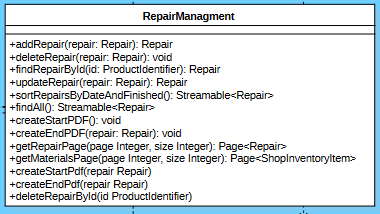 RepairManagment
+addRepair(repair: Repair): Repair
+deleteRepair(repair: Repair): void
+findRepairById(id: ProductIdentifier): Repair
+updateRepair(repair: Repair): Repair
+sortRepairsByDateAndFinished(): Streamable<Repair>
+findAll(): Streamable<Repair>
+createStartPDF(): void
+createEndPDF(repair: Repair): void
+getRepairPage(page Integer, size Integer): Page<Repair>
+getMaterialsPage(page Integer, size Integer): Page<ShopInventoryItem>
+createStartPdf(repair Repair)
+createEndPdf(repair Repair)
+deleteRepairById(id ProductIdentifier)